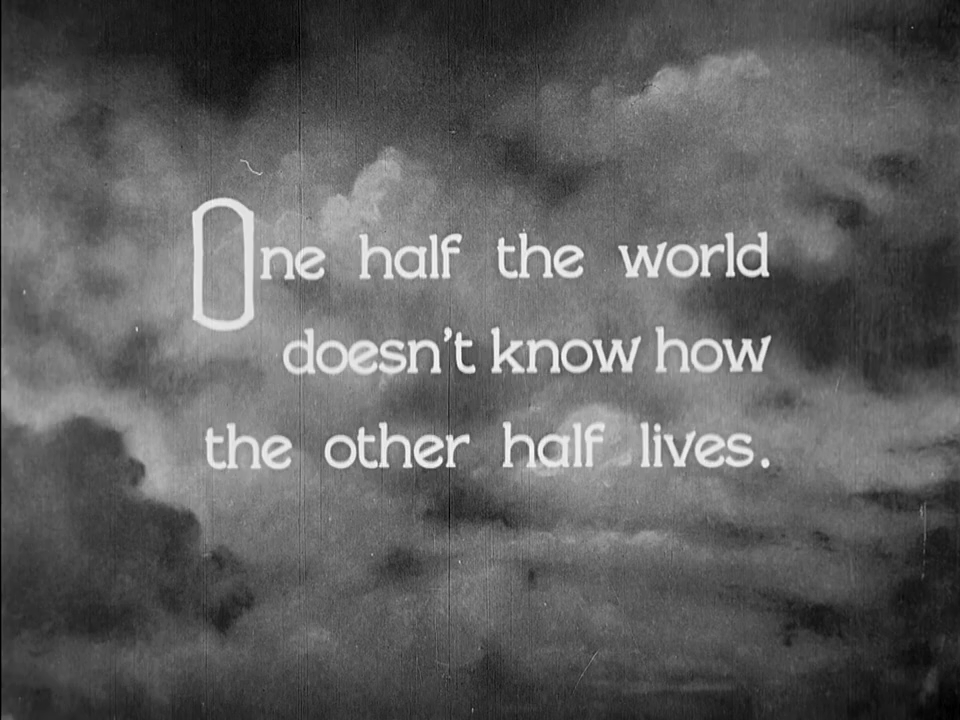 One half the world
doesn't know how
the other half lives.